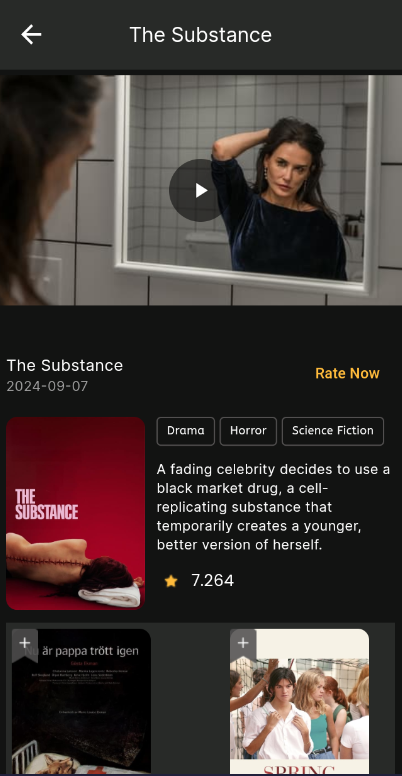 The Substance
The Substance
2024-09-07
Rate Now
Drama
Horror
Science Fiction
A fading celebrity decides to use a
black market drug, a cell-
replicating substance that
temporarily creates a younger,
better version of herself.
THE
SUBSTANCE
7.264
är pappa trött igen
SPRING